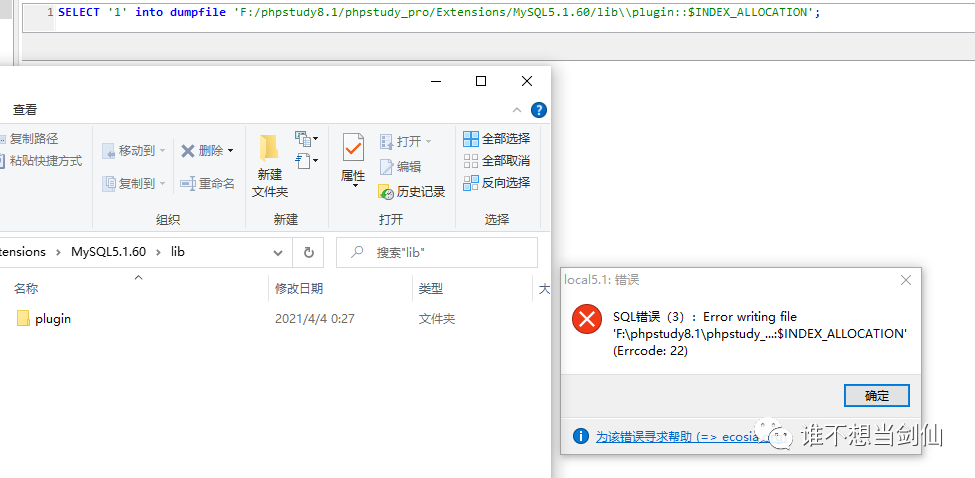 1 SELECT '1' into dumpfile 'F:/phpstudy8.1/phpstudy_pro/Extensions/MySQL5.1.60/lib\\plugin::$INDEX_ALLOCATION';
查看
复制路径
粘贴快捷方式
移动到
复制到
删除
重命名
组织
新建
文件夹
新建
属性
打开
编辑
历史记录
打开
全部选择
全部取消
反向选择
选择
tensions › MySQL5.1.60 › lib
搜索"lib"
名称 修改日期 类型 大
plugin 2021/4/4 0:27 文件夹
local5.1: 错误
SQL错误（3）: Error writing file
'F:\phpstudy8.1\phpstudy_...:$INDEX_ALLOCATION'
(Errcode: 22)
确定
为该错误寻求帮助 (=> ecosia
谁不想当剑仙